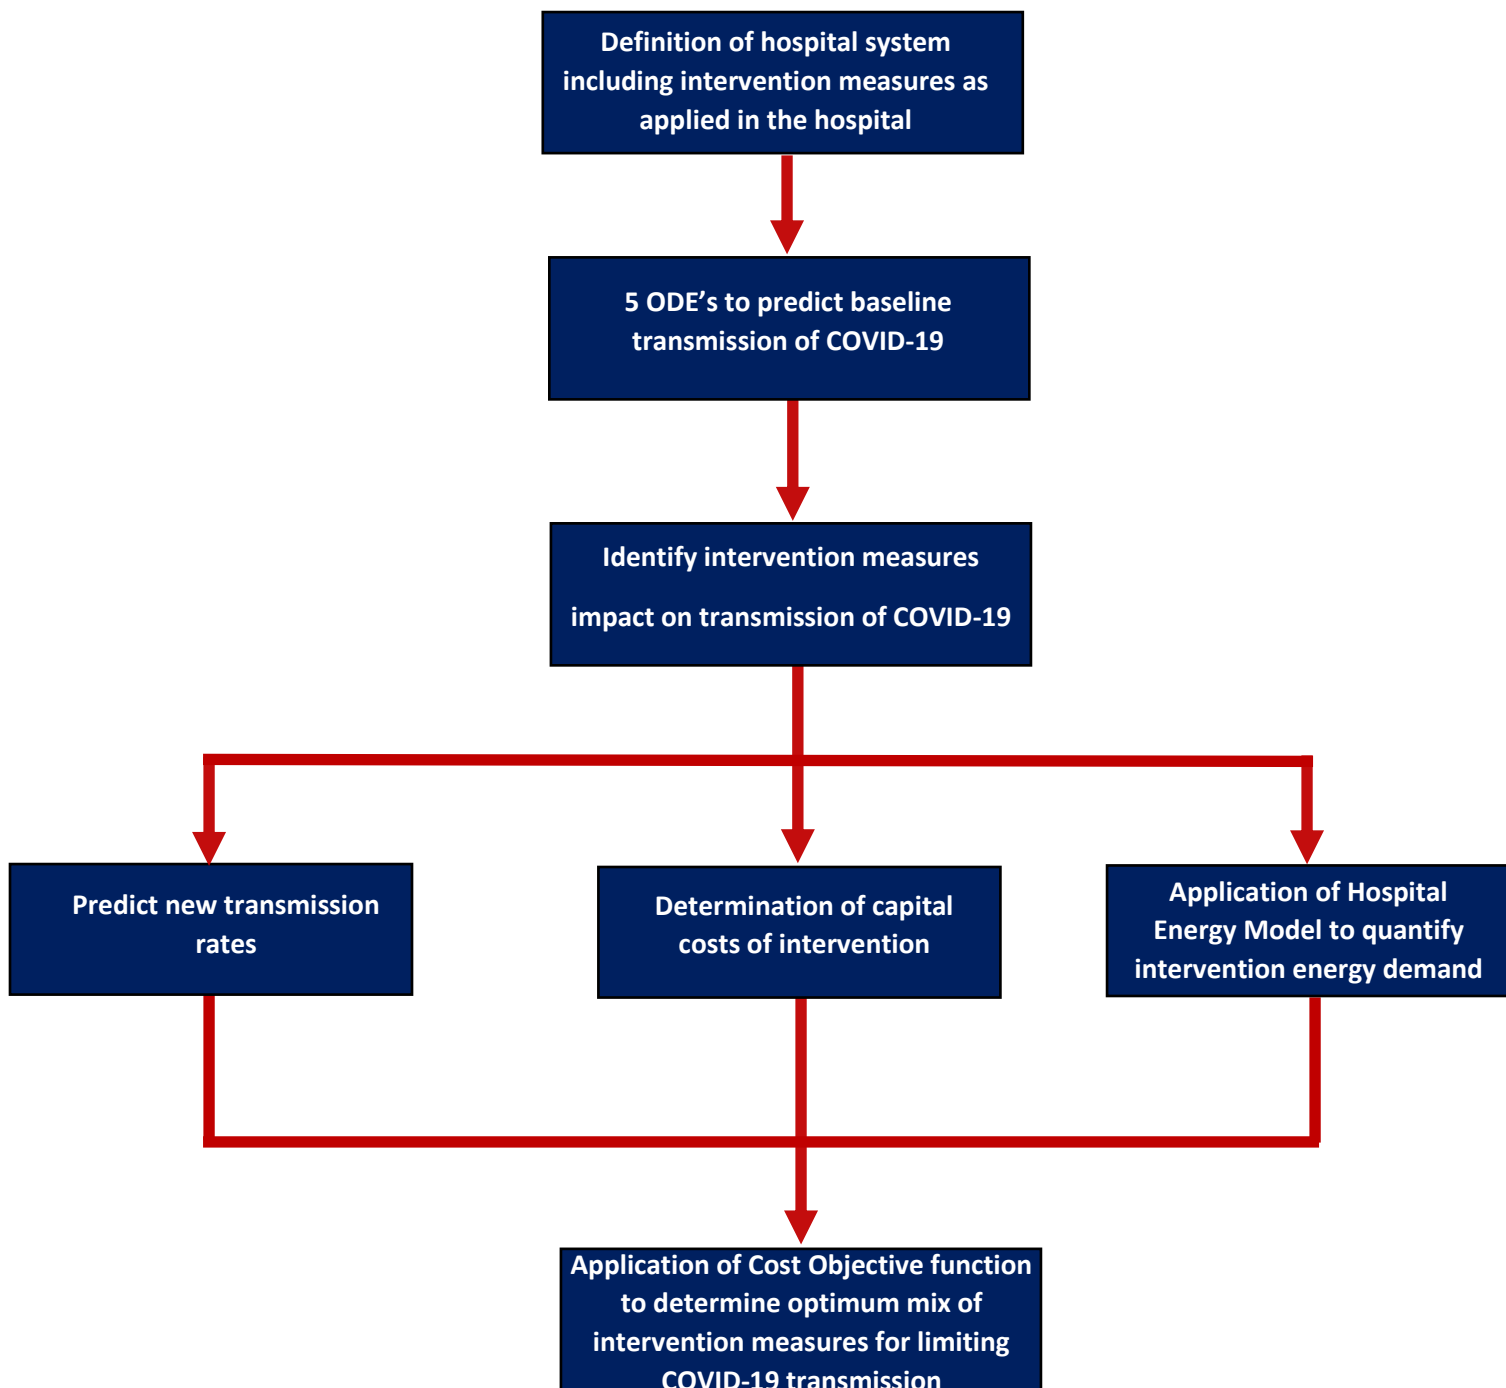 Definition of hospital system
including intervention measures as
applied in the hospital
5 ODE’s to predict baseline
transmission of COVID-19
Identify intervention measures
impact on transmission of COVID-19
Predict new transmission
rates
Determination of capital
costs of intervention
Application of Hospital
Energy Model to quantify
intervention energy demand
Application of Cost Objective function
to determine optimum mix of
intervention measures for limiting
COVID-19 transmission